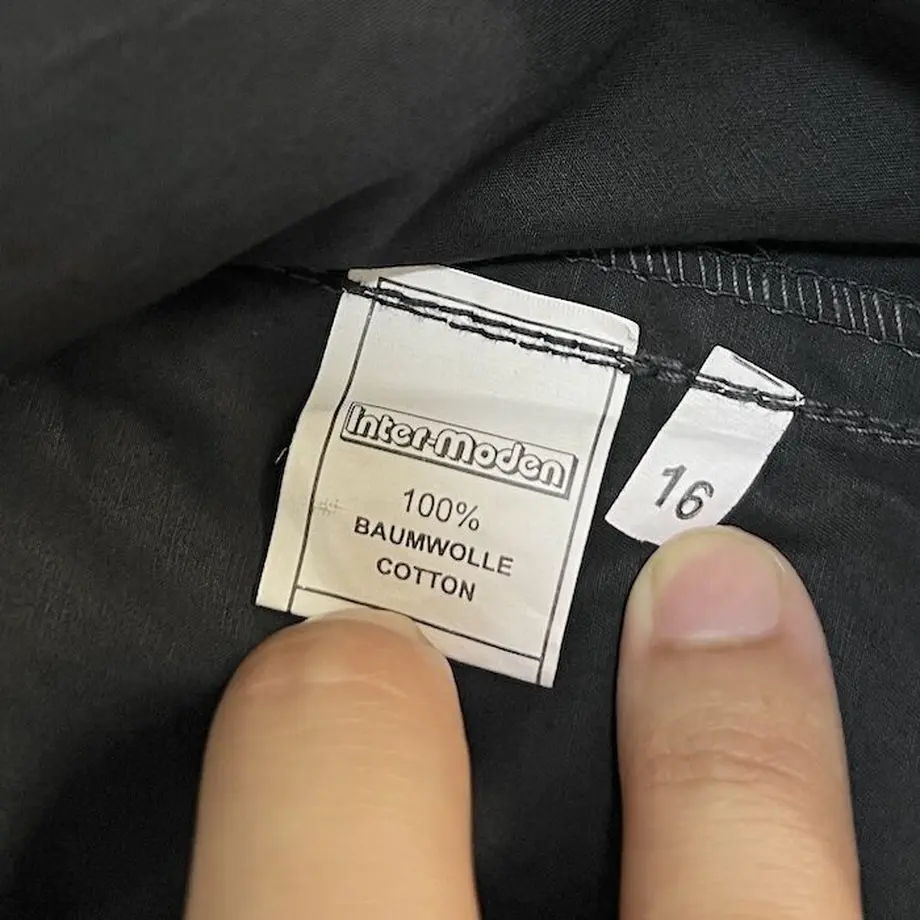 Inter-Moden
100%
BAUMWOLLE
COTTON
16